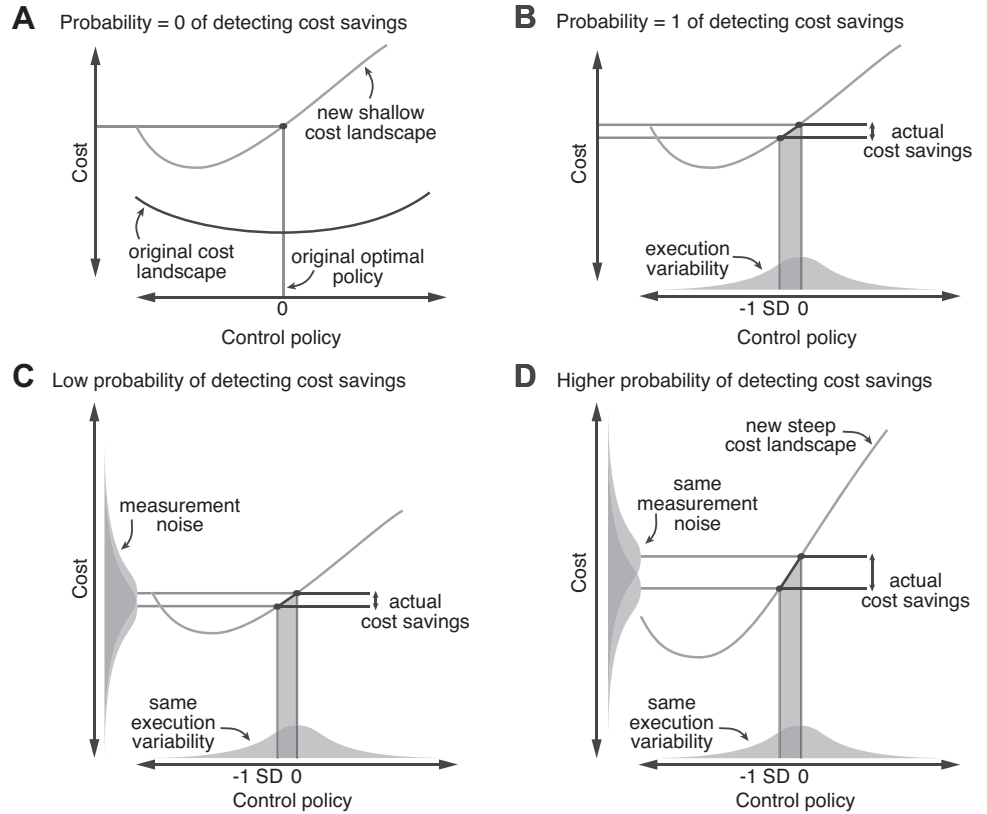 A Probability = 0 of detecting cost savings
new shallow
cost landscape
Cost
original cost
landscape
original optimal
policy
0
Control policy
B Probability = 1 of detecting cost savings
actual
cost savings
Cost
execution
variability
-1 SD 0
Control policy
C Low probability of detecting cost savings
measurement
noise
Cost
actual
cost savings
same
execution
variability
-1 SD 0
Control policy
D Higher probability of detecting cost savings
new steep
cost landscape
same
measurement
noise
Cost
actual
cost savings
same
execution
variability
-1 SD 0
Control policy